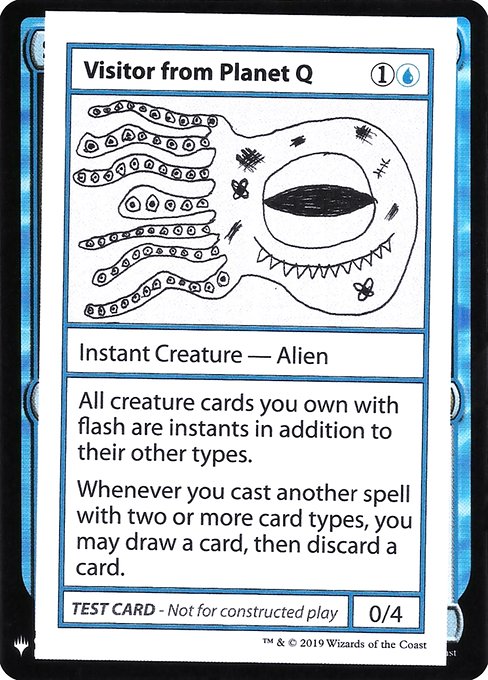 Visitor from Planet Q 1
Instant Creature — Alien
All creature cards you own with
flash are instants in addition to
their other types.
Whenever you cast another spell
with two or more card types, you
may draw a card, then discard a
card.
TEST CARD - Not for constructed play 0/4
™ & © 2019 Wizards of the Coast